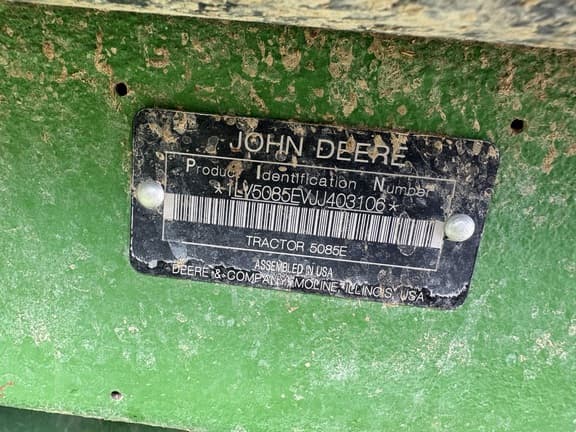 JOHN DEERE
Product Identification Number
*1LV5085EVJJ403106*
TRACTOR 5085E
ASSEMBLED IN USA
DEERE & COMPANY MOLINE, ILLINOIS, USA